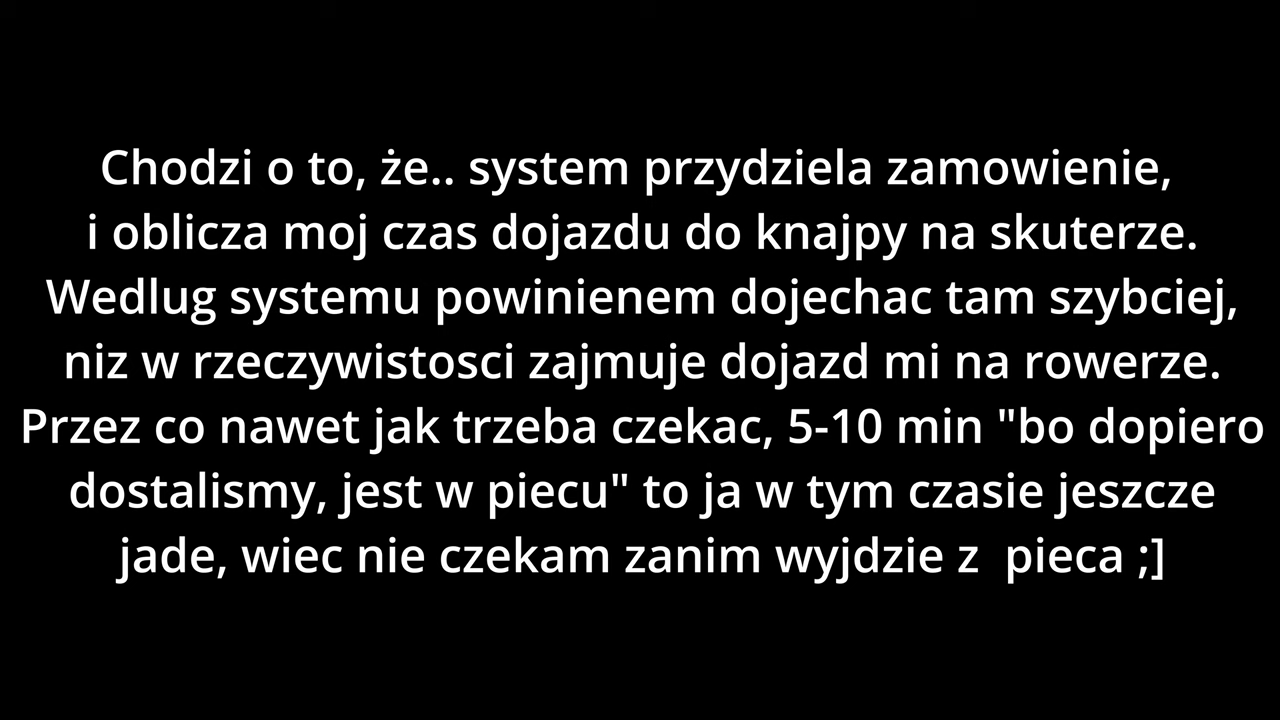 Chodzi o to, że.. system przydziela zamowienie,
i oblicza moj czas dojazdu do knajpy na skuterze.
Wedlug systemu powinienem dojechac tam szybciej,
niz w rzeczywistosci zajmuje dojazd mi na rowerze.
Przez co nawet jak trzeba czekac, 5-10 min "bo dopiero
dostalismy, jest w piecu" to ja w tym czasie jeszcze
jade, wiec nie czekam zanim wyjdzie z  pieca ;]